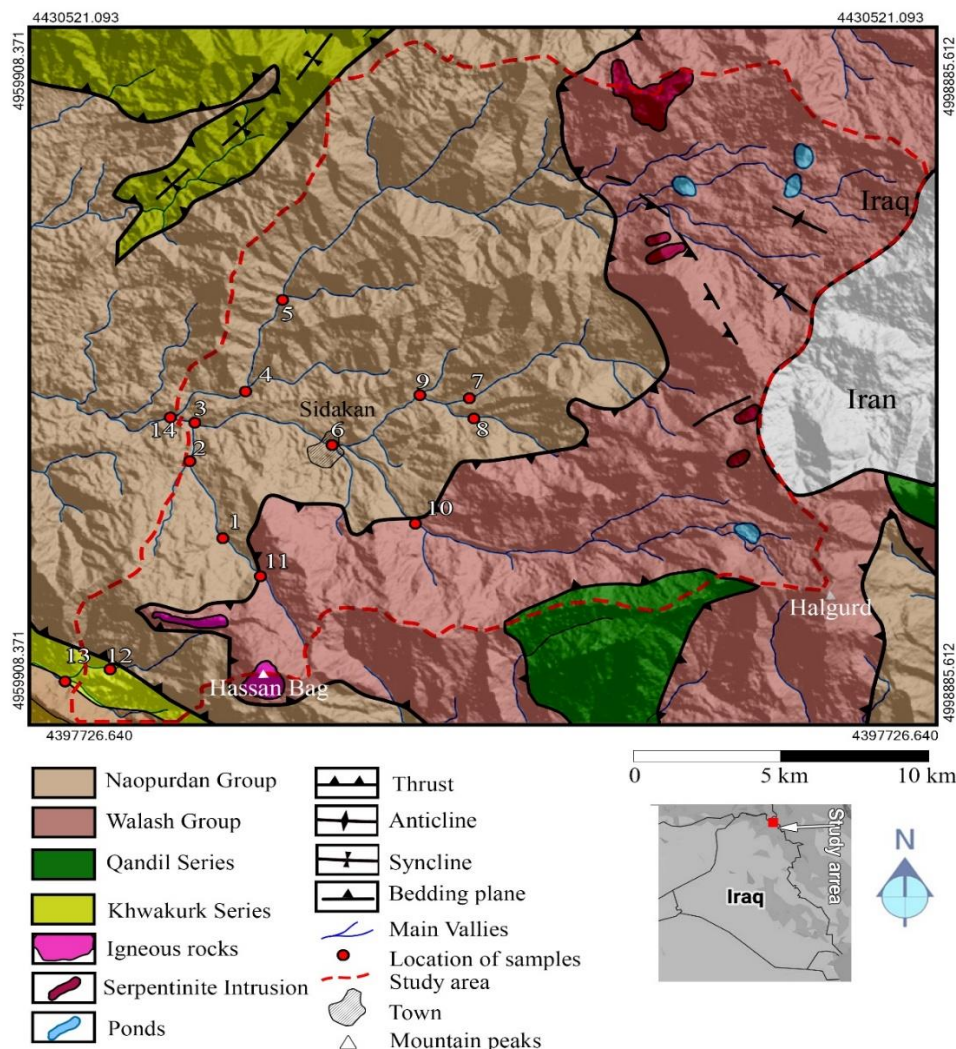 4430521.093
4430521.093
4959908.371
4998885.612
Iraq
Iran
5
4
9
7
3
14
Sidakan
6
8
2
10
1
11
Halgurd
13
12
Hassan Bag
4959908.371
4998885.612
4397726.640
4397726.640
0
5 km
10 km
Naopurdan Group
Walash Group
Qandil Series
Khwakurk Series
Igneous rocks
Serpentinite Intrusion
Ponds
Thrust
Anticline
Syncline
Bedding plane
Main Vallies
Location of samples
Study area
Town
Mountain peaks
Study arrea
Iraq
N